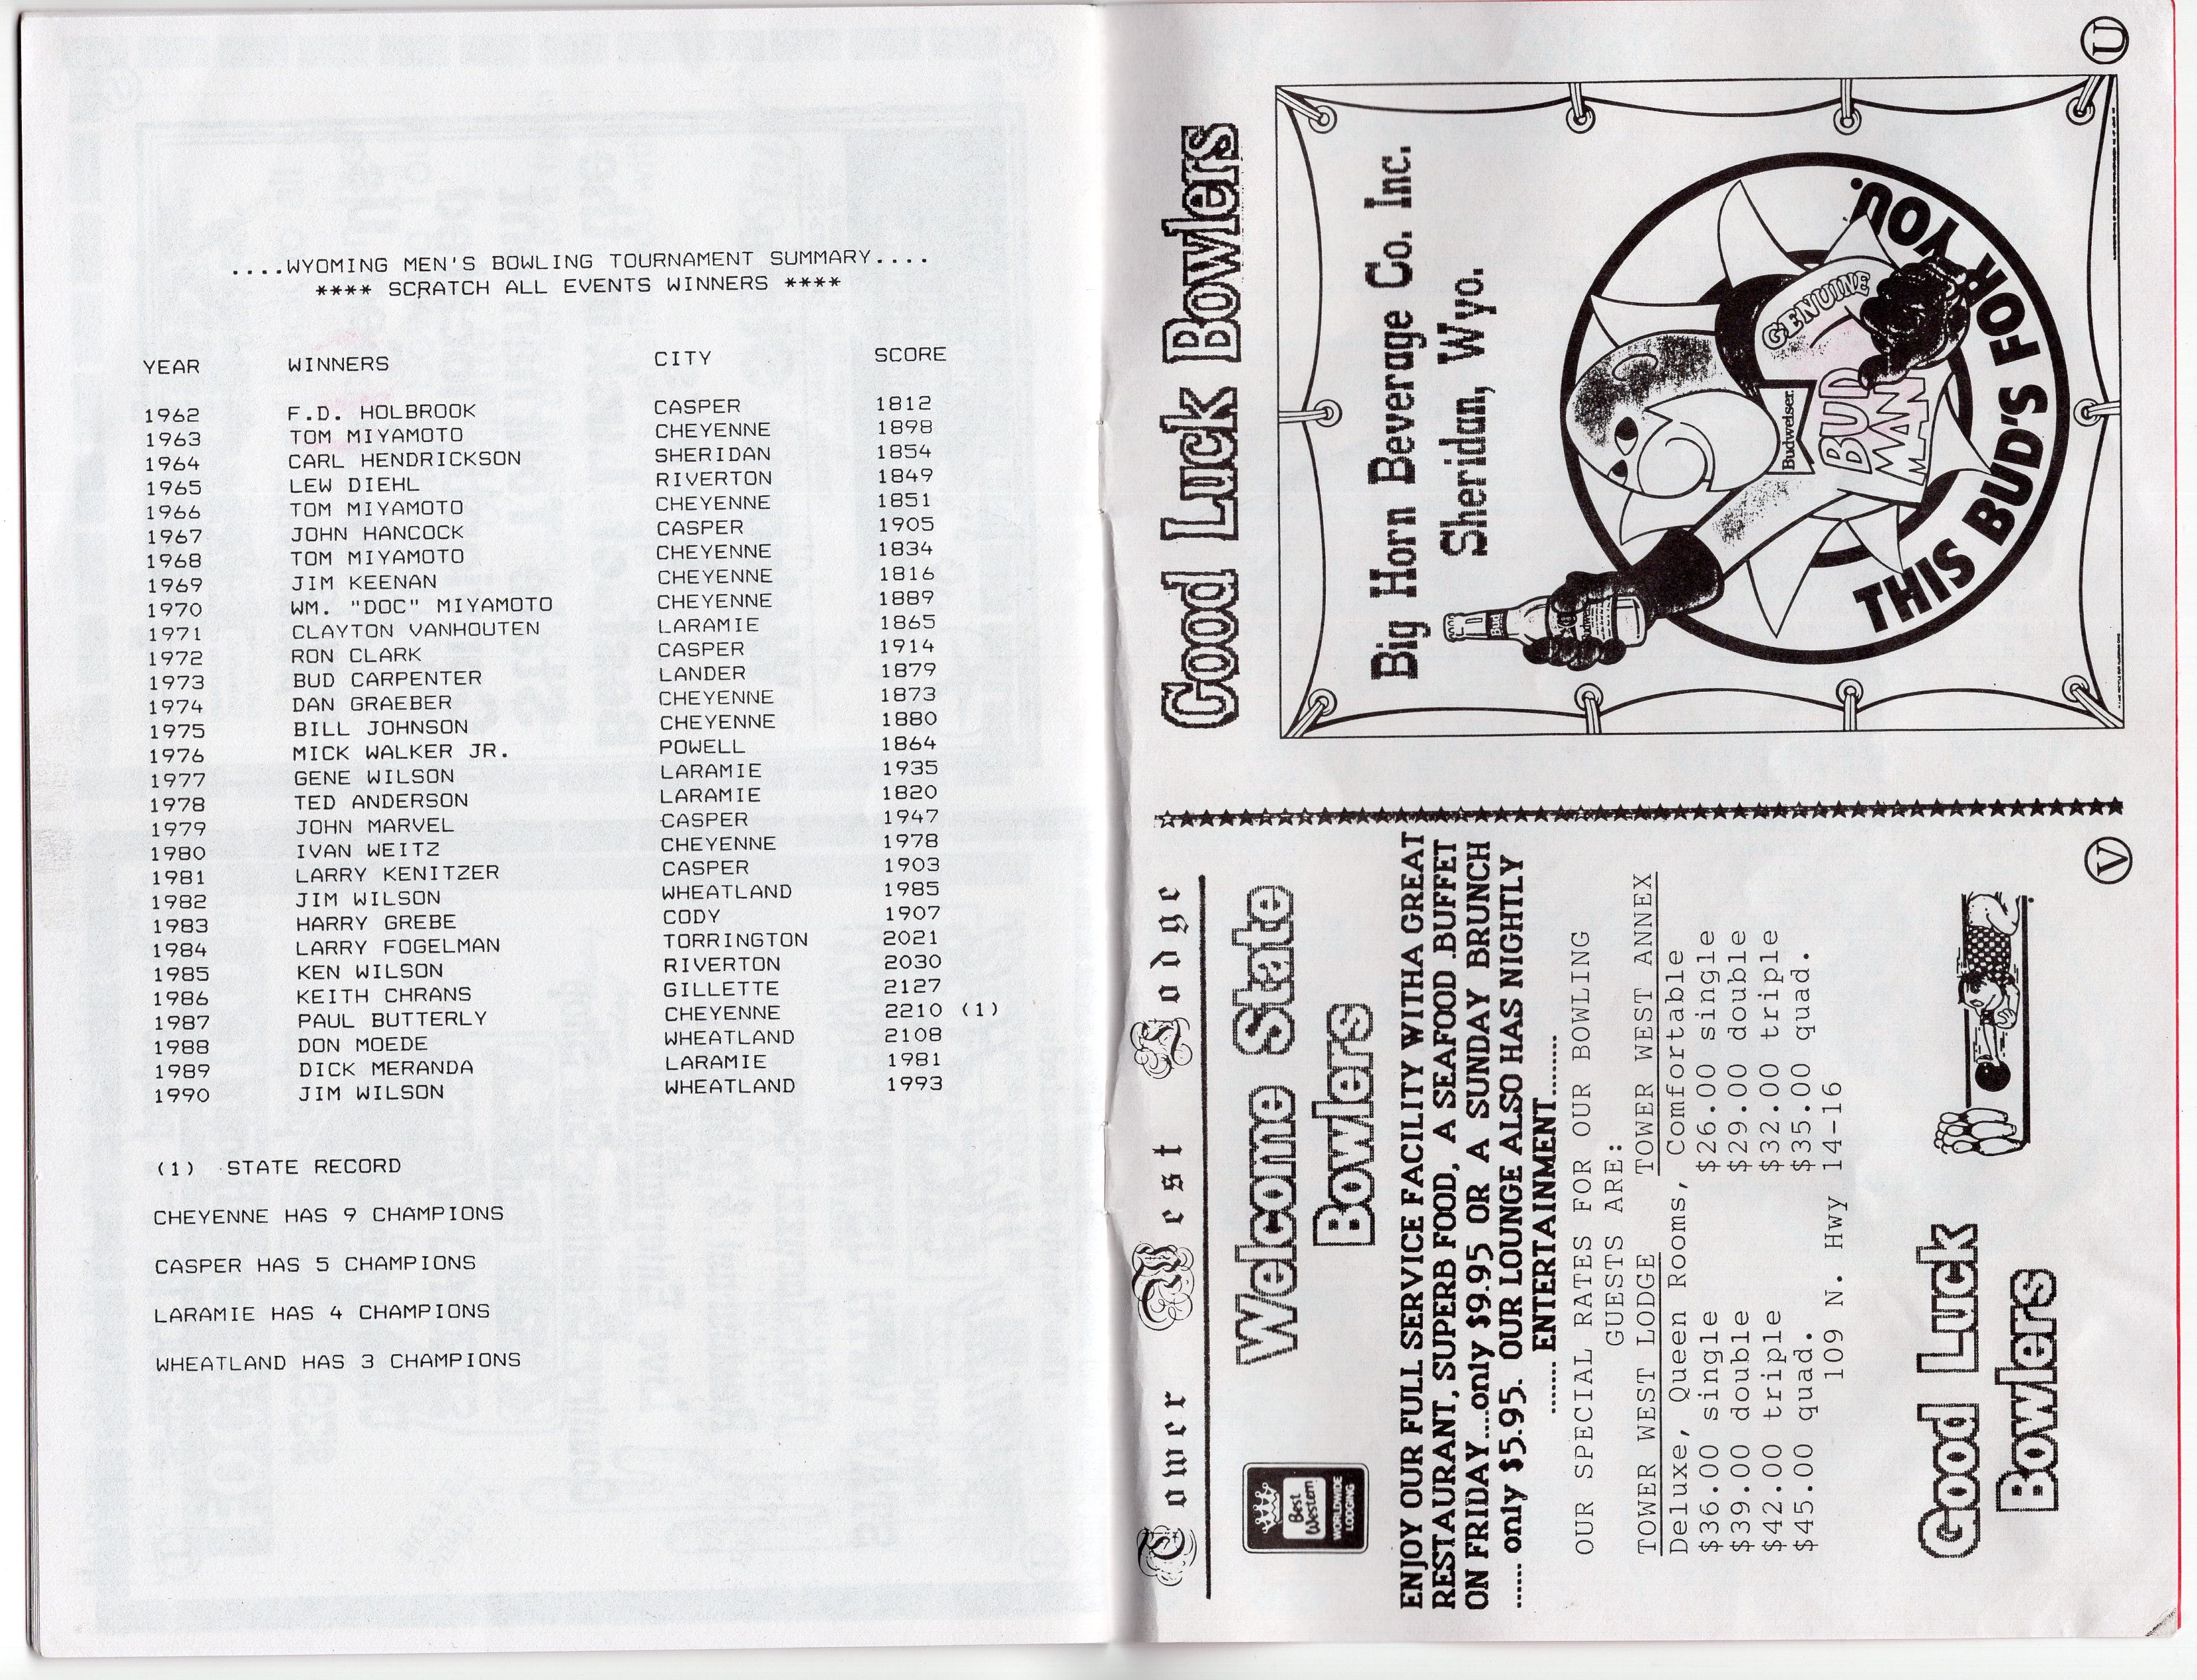 ....WYOMING MEN'S BOWLING TOURNAMENT SUMMARY....
**** SCRATCH ALL EVENTS WINNERS ****
YEAR WINNERS CITY SCORE
1962 F.D. HOLBROOK CASPER 1812
1963 TOM MIYAMOTO CHEYENNE 1898
1964 CARL HENDRICKSON SHERIDAN 1854
1965 LEW DIEHL RIVERTON 1849
1966 TOM MIYAMOTO CHEYENNE 1851
1967 JOHN HANCOCK CASPER 1905
1968 TOM MIYAMOTO CHEYENNE 1834
1969 JIM KEENAN CHEYENNE 1816
1970 WM. "DOC" MIYAMOTO CHEYENNE 1889
1971 CLAYTON VANHOUTEN LARAMIE 1865
1972 RON CLARK CASPER 1914
1973 BUD CARPENTER LANDER 1879
1974 DAN GRAEBER CHEYENNE 1873
1975 BILL JOHNSON CHEYENNE 1880
1976 MICK WALKER JR. POWELL 1864
1977 GENE WILSON LARAMIE 1935
1978 TED ANDERSON LARAMIE 1820
1979 JOHN MARVEL CASPER 1947
1980 IVAN WEITZ CHEYENNE 1978
1981 LARRY KENITZER CASPER 1903
1982 JIM WILSON WHEATLAND 1985
1983 HARRY GREBE CODY 1907
1984 LARRY FOGELMAN TORRINGTON 2021
1985 KEN WILSON RIVERTON 2030
1986 KEITH CHRANS GILLETTE 2127
1987 PAUL BUTTERLY CHEYENNE 2210 (1)
1988 DON MOEDE WHEATLAND 2108
1989 DICK MERANDA LARAMIE 1981
1990 JIM WILSON WHEATLAND 1993
(1) STATE RECORD
CHEYENNE HAS 9 CHAMPIONS
CASPER HAS 5 CHAMPIONS
LARAMIE HAS 4 CHAMPIONS
WHEATLAND HAS 3 CHAMPIONS
Tower West Lodge
Best Western
WORLDWIDE
LODGING
Welcome State
Bowlers
ENJOY OUR FULL SERVICE FACILITY WITHA GREAT
RESTAURANT, SUPERB FOOD, A SEAFOOD BUFFET
ON FRIDAY....only $9.95 OR A SUNDAY BRUNCH
...... only $5.95. OUR LOUNGE ALSO HAS NIGHTLY
....... ENTERTAINMENT.........
OUR SPECIAL RATES FOR OUR BOWLING
GUESTS ARE:
TOWER WEST LODGE TOWER WEST ANNEX
Deluxe, Queen Rooms, Comfortable
$36.00 single $26.00 single
$39.00 double $29.00 double
$42.00 triple $32.00 triple
$45.00 quad. $35.00 quad.
109 N. Hwy 14-16
Good Luck
Bowlers
V
Good Luck Bowlers
Big Horn Beverage Co. Inc.
Sheridan, Wyo.
Bud
Budweiser.
GENUINE
BUD
MAN
THIS BUD'S FOR YOU.
U